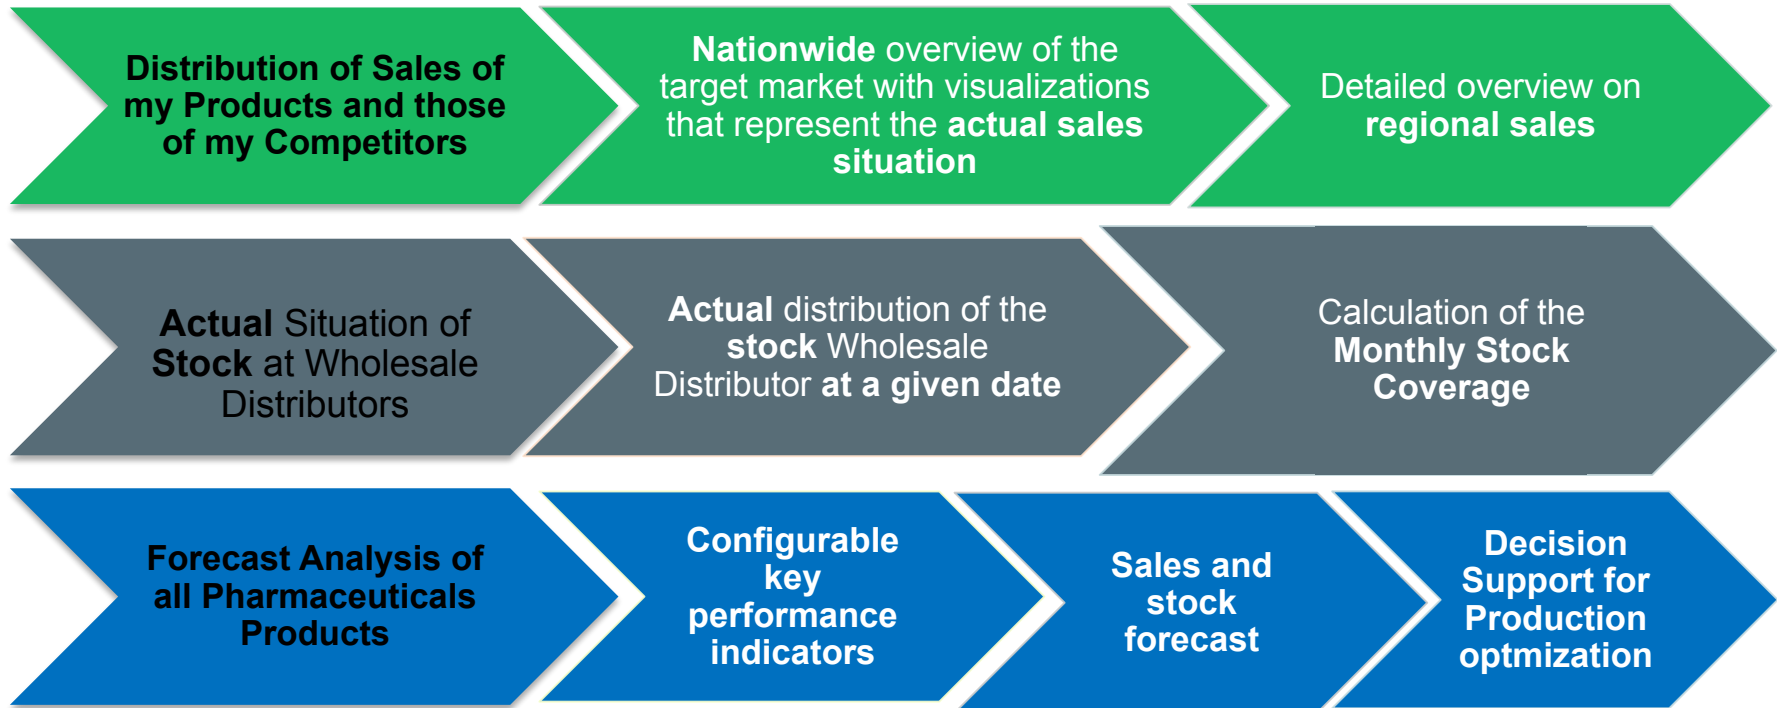 Distribution of Sales of
my Products and those
of my Competitors
Nationwide overview of the
target market with visualizations
that represent the actual sales
situation
Detailed overview on
regional sales
Actual Situation of
Stock at Wholesale
Distributors
Actual distribution of the
stock Wholesale
Distributor at a given date
Calculation of the
Monthly Stock
Coverage
Forecast Analysis of
all Pharmaceuticals
Products
Configurable
key
performance
indicators
Sales and
stock
forecast
Decision
Support for
Production
optmization